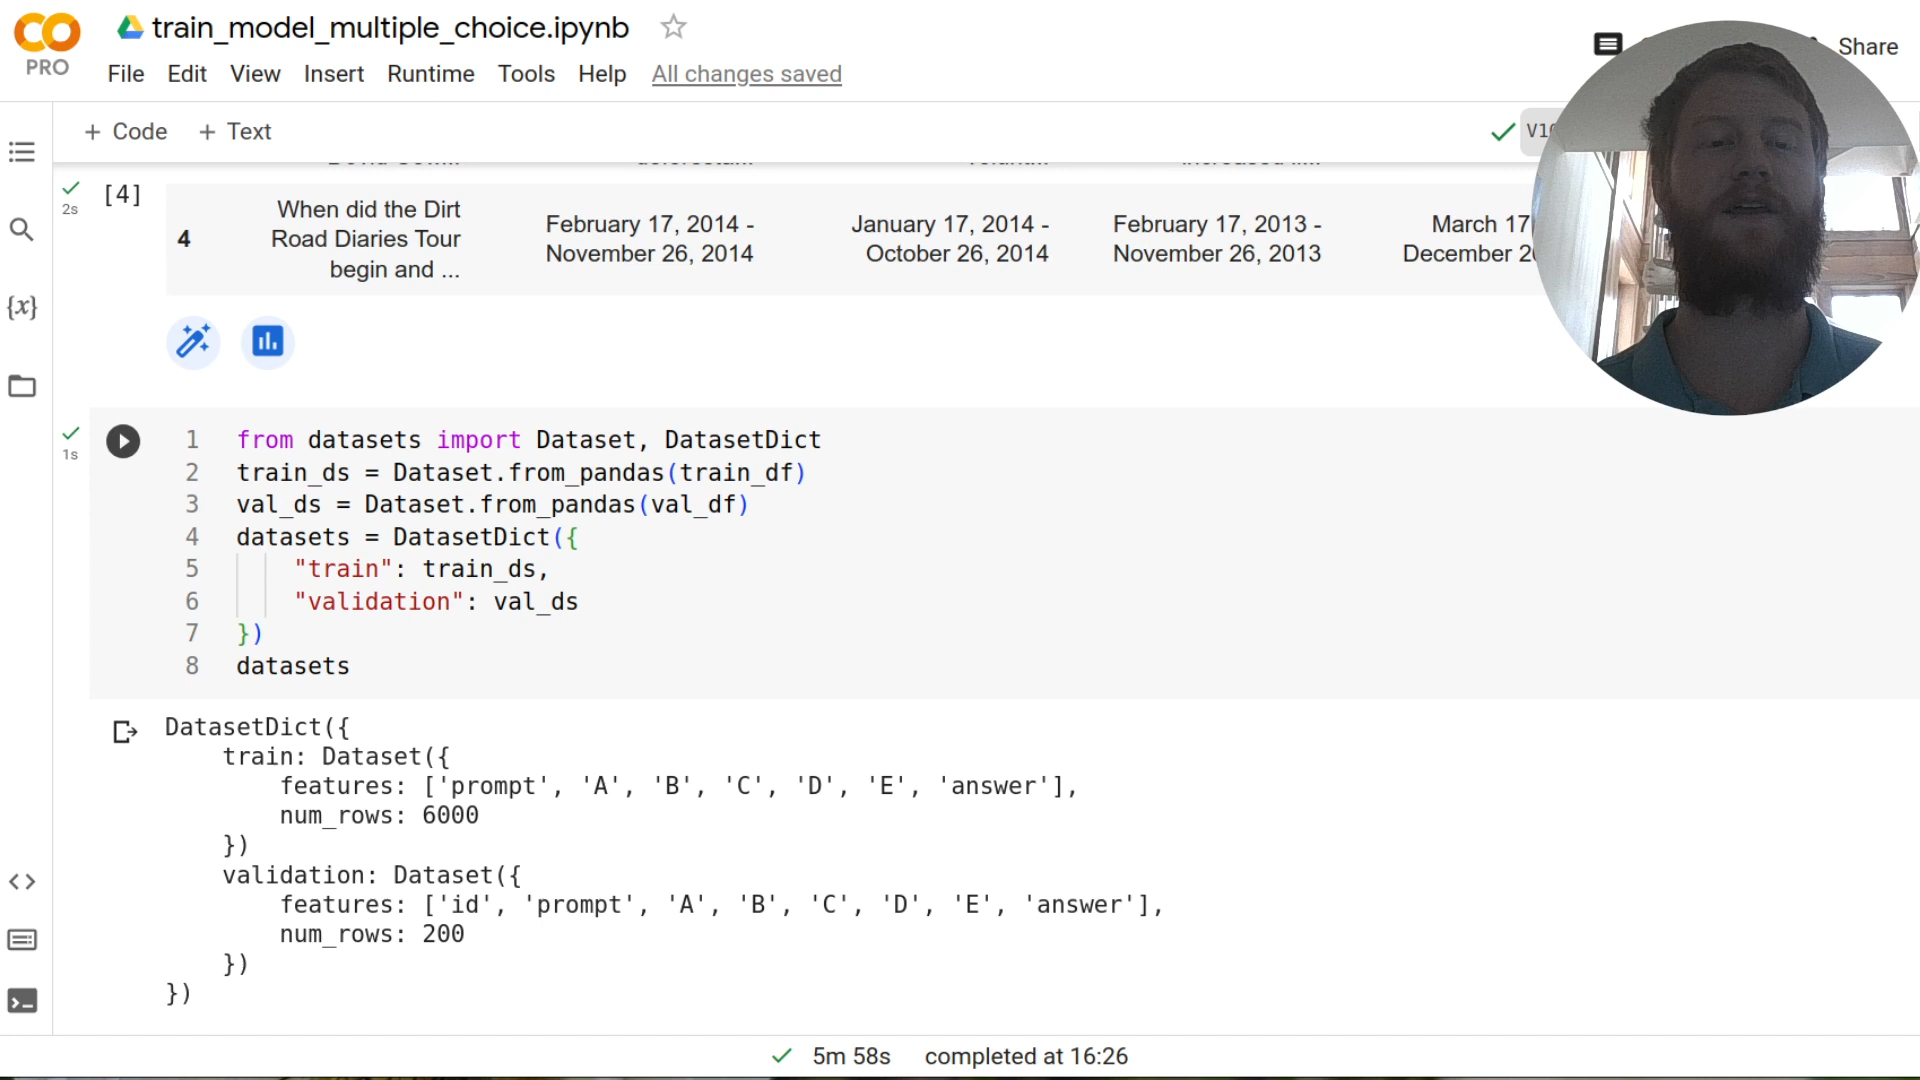 PRO
train_model_multiple_choice.ipynb
Share
File Edit View Insert Runtime Tools Help All changes saved
+ Code + Text
[4]
2s
4
When did the Dirt
Road Diaries Tour
begin and ...
February 17, 2014 -
November 26, 2014
January 17, 2014 -
October 26, 2014
February 17, 2013 -
November 26, 2013
March 17
December
{x}
1s
1 from datasets import Dataset, DatasetDict
2 train_ds = Dataset.from_pandas(train_df)
3 val_ds = Dataset.from_pandas(val_df)
4 datasets = DatasetDict({
5 "train": train_ds,
6 "validation": val_ds
7 })
8 datasets
DatasetDict({
train: Dataset({
features: ['prompt', 'A', 'B', 'C', 'D', 'E', 'answer'],
num_rows: 6000
})
validation: Dataset({
features: ['id', 'prompt', 'A', 'B', 'C', 'D', 'E', 'answer'],
num_rows: 200
})
})
5m 58s completed at 16:26